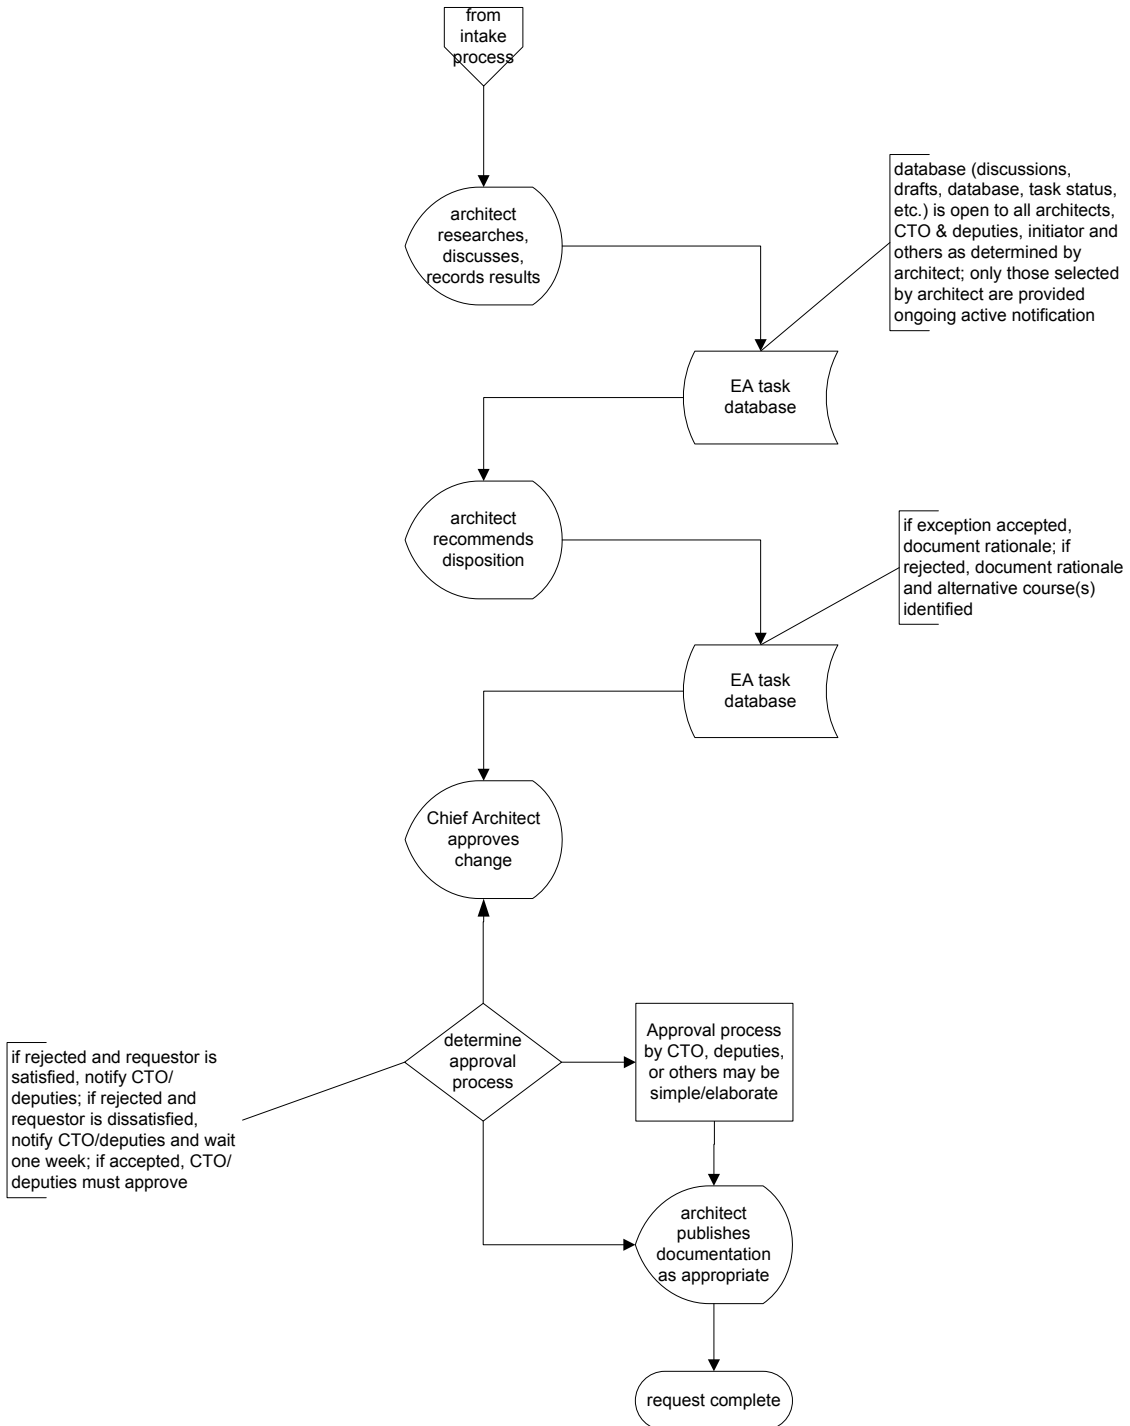 from
intake
process
architect
researches,
discusses,
records results
database (discussions,
drafts, database, task status,
etc.) is open to all architects,
CTO & deputies, initiator and
others as determined by
architect; only those selected
by architect are provided
ongoing active notification
EA task
database
architect
recommends
disposition
if exception accepted,
document rationale; if
rejected, document rationale
and alternative course(s)
identified
EA task
database
Chief Architect
approves
change
determine
approval
process
Approval process
by CTO, deputies,
or others may be
simple/elaborate
if rejected and requestor is
satisfied, notify CTO/
deputies; if rejected and
requestor is dissatisfied,
notify CTO/deputies and wait
one week; if accepted, CTO/
deputies must approve
architect
publishes
documentation
as appropriate
request complete